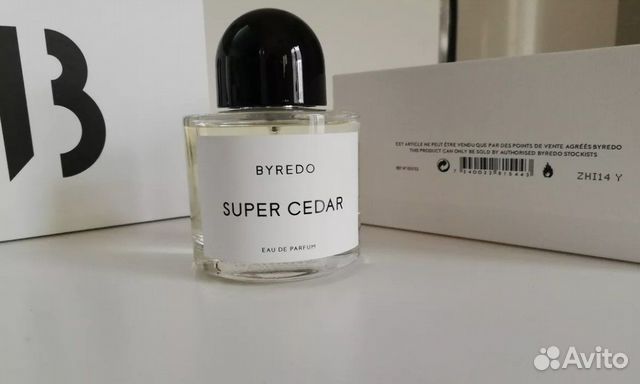 B
BYREDO
SUPER CEDAR
EAU DE PARFUM
CET ARTICLE NE PEUT ÊTRE VENDU QUE PAR DES POINTS DE VENTE AGRÉÉS BYREDO
THIS PRODUCT CAN ONLY BE SOLD BY AUTHORISED BYREDO STOCKISTS
ZHI14 Y
Avito